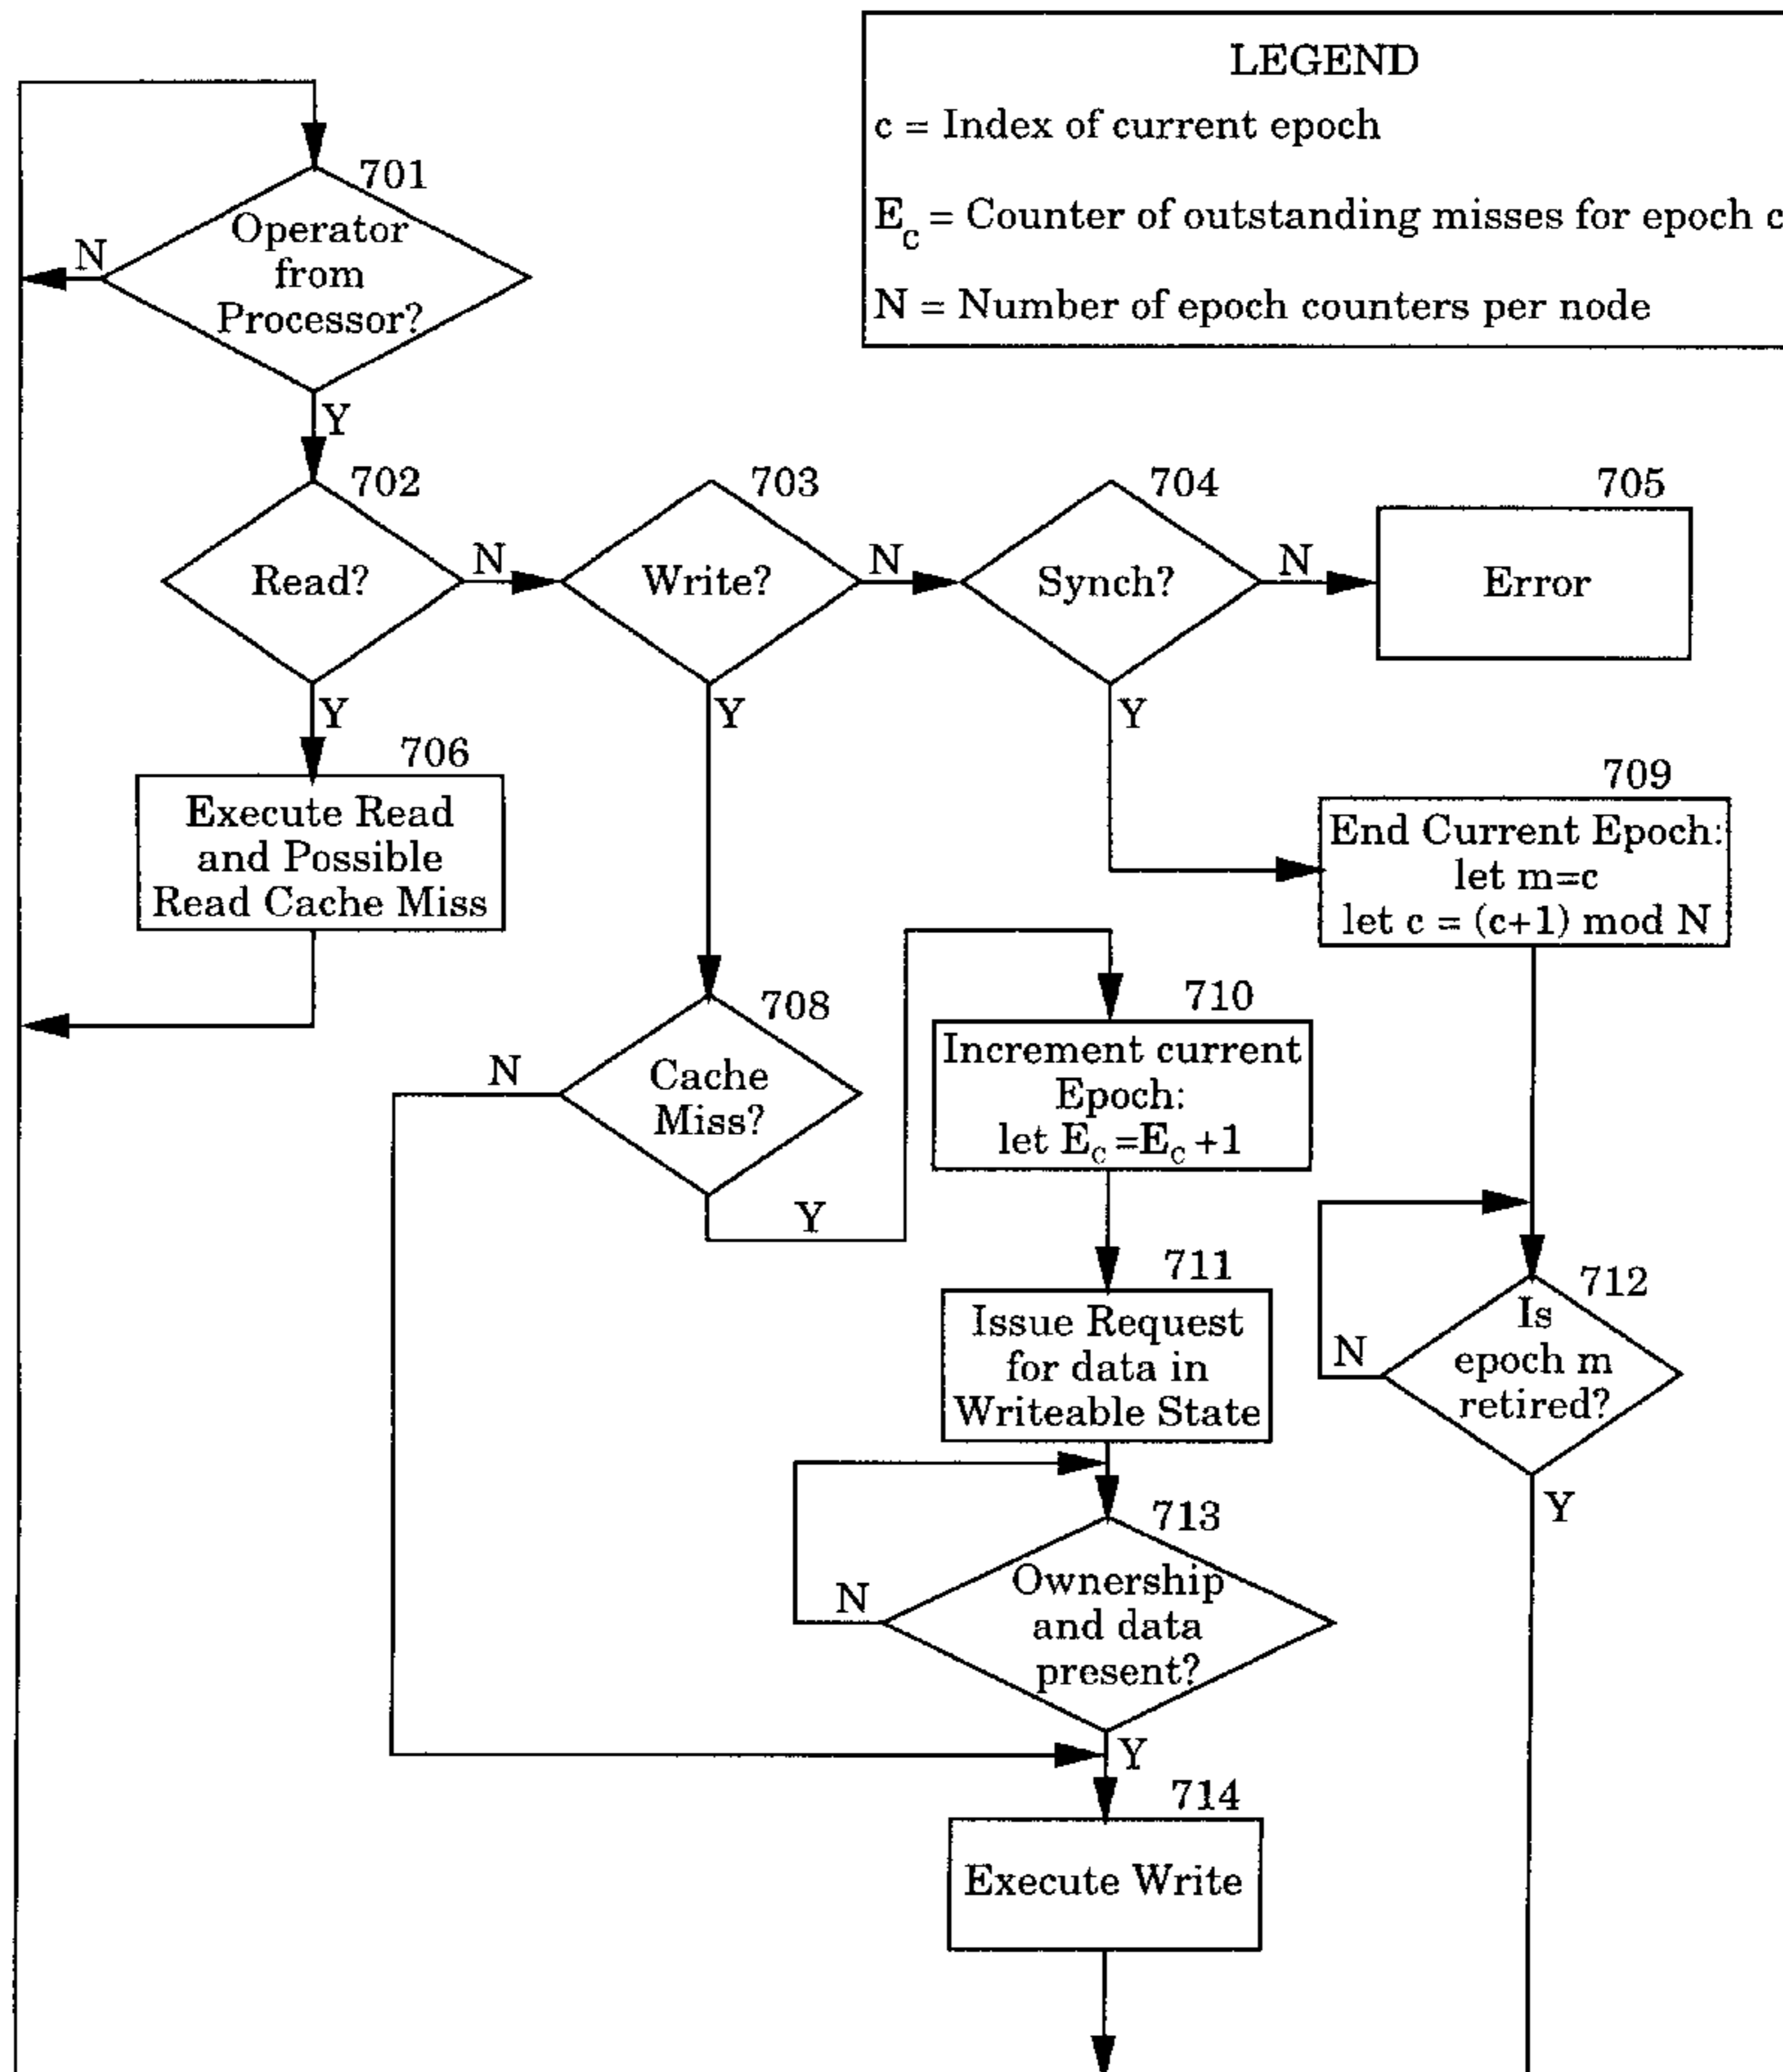 LEGEND
c = Index of current epoch
E_c = Counter of outstanding misses for epoch c
N = Number of epoch counters per node
701
Operator
from
Processor?
N
Y
702
Read?
N
Y
703
Write?
N
Y
704
Synch?
N
Y
705
Error
706
Execute Read
and Possible
Read Cache Miss
709
End Current Epoch:
let m=c
let c = (c+1) mod N
708
Cache
Miss?
N
Y
710
Increment current
Epoch:
let E_c =E_c +1
711
Issue Request
for data in
Writeable State
712
Is
epoch m
retired?
N
Y
713
Ownership
and data
present?
N
Y
714
Execute Write